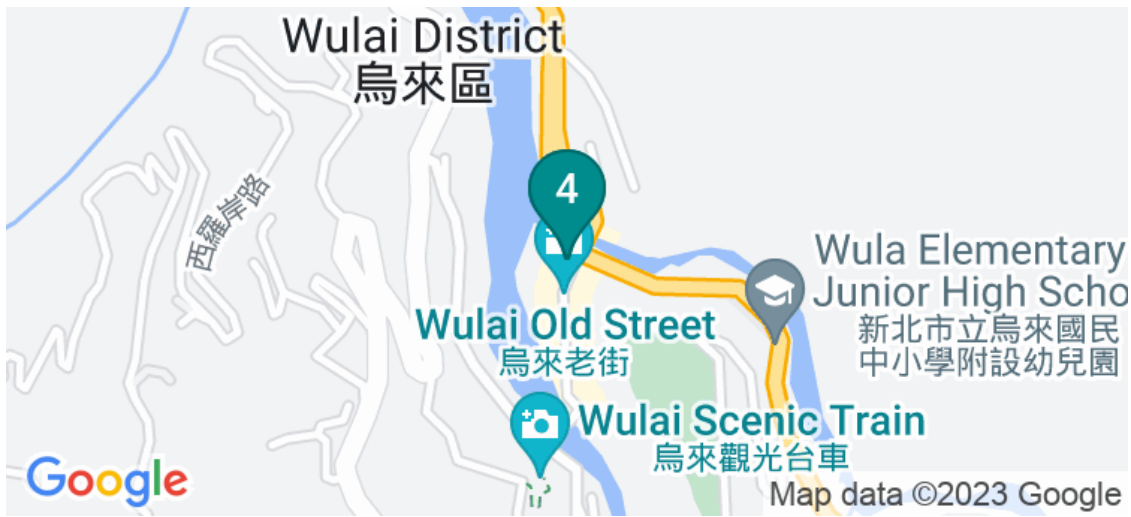 Wulai District
烏來區
西羅岸路
4
Wula Elementary
Junior High Scho
新北市立烏來國民
中小學附設幼兒園
Wulai Old Street
烏來老街
Wulai Scenic Train
烏來觀光台車
Google
Map data ©2023 Google